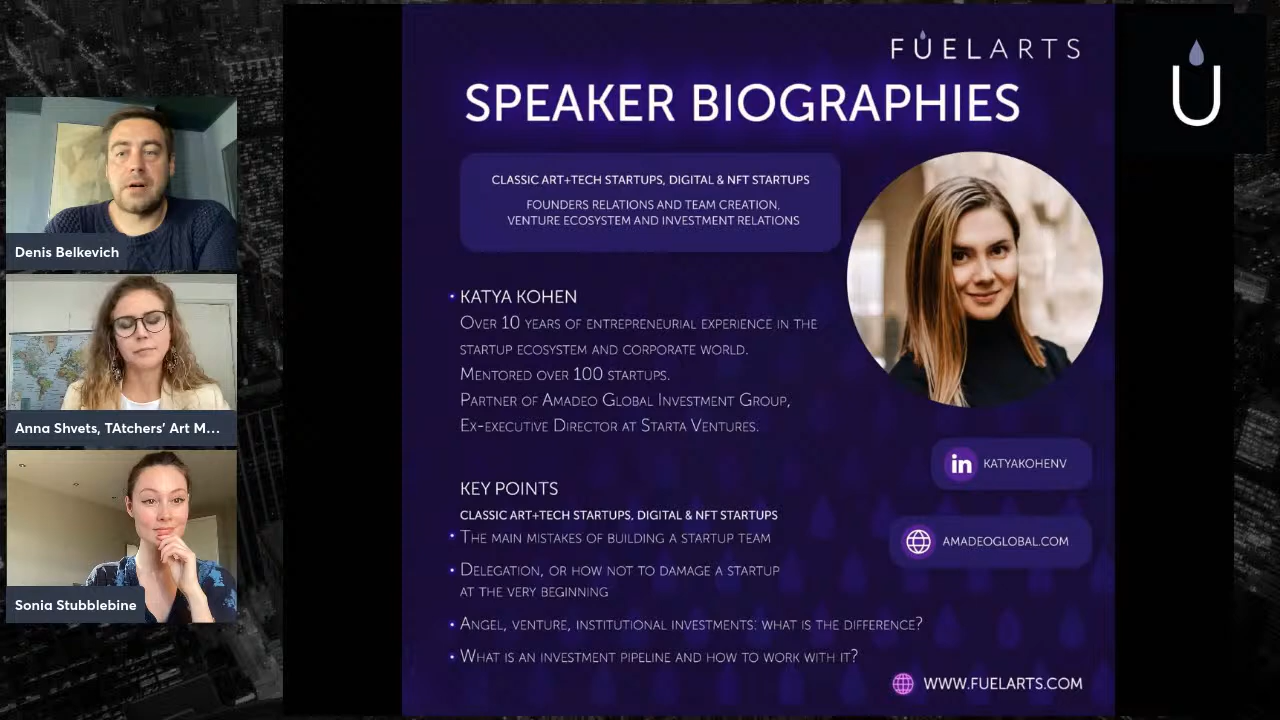 FUELARTS
SPEAKER BIOGRAPHIES
CLASSIC ART+TECH STARTUPS, DIGITAL & NFT STARTUPS
FOUNDERS RELATIONS AND TEAM CREATION,
VENTURE ECOSYSTEM AND INVESTMENT RELATIONS
• KATYA KOHEN
OVER 10 YEARS OF ENTREPRENEURIAL EXPERIENCE IN THE
STARTUP ECOSYSTEM AND CORPORATE WORLD.
MENTORED OVER 100 STARTUPS.
PARTNER OF AMADEO GLOBAL INVESTMENT GROUP,
EX-EXECUTIVE DIRECTOR AT STARTA VENTURES.
in KATYAKOHENV
AMADEOGLOBAL.COM
KEY POINTS
CLASSIC ART+TECH STARTUPS, DIGITAL & NFT STARTUPS
• THE MAIN MISTAKES OF BUILDING A STARTUP TEAM
• DELEGATION, OR HOW NOT TO DAMAGE A STARTUP
AT THE VERY BEGINNING
• ANGEL, VENTURE, INSTITUTIONAL INVESTMENTS: WHAT IS THE DIFFERENCE?
• WHAT IS AN INVESTMENT PIPELINE AND HOW TO WORK WITH IT?
WWW.FUELARTS.COM
U
Denis Belkevich
Anna Shvets, TAtchers' Art M...
Sonia Stubblebine